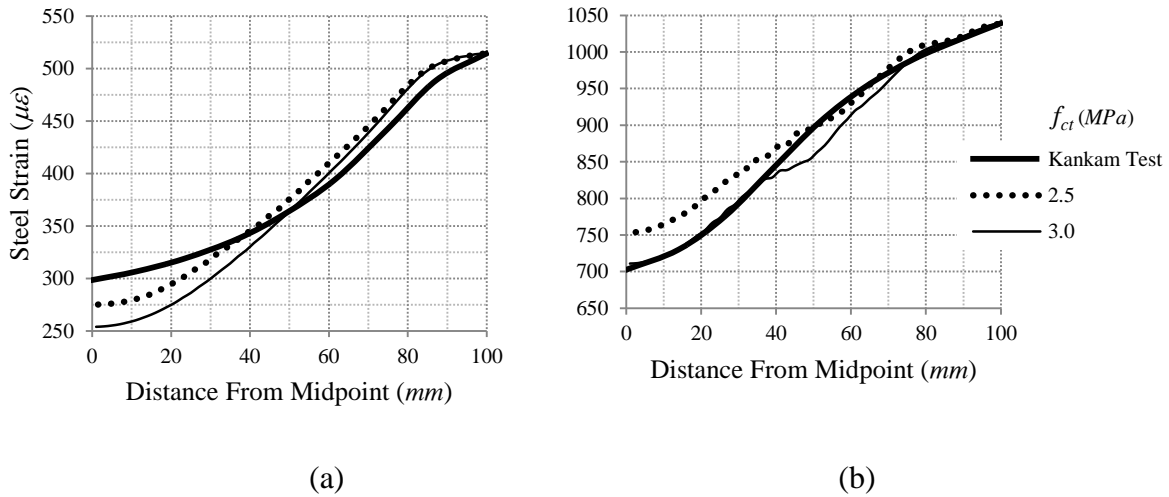 550
500
450
400
350
300
250
Steel Strain (με)
0 20 40 60 80 100
Distance From Midpoint (mm)
(a)
1050
1000
950
900
850
800
750
700
650
0 20 40 60 80 100
Distance From Midpoint (mm)
(b)
fct (MPa)
Kankam Test
2.5
3.0